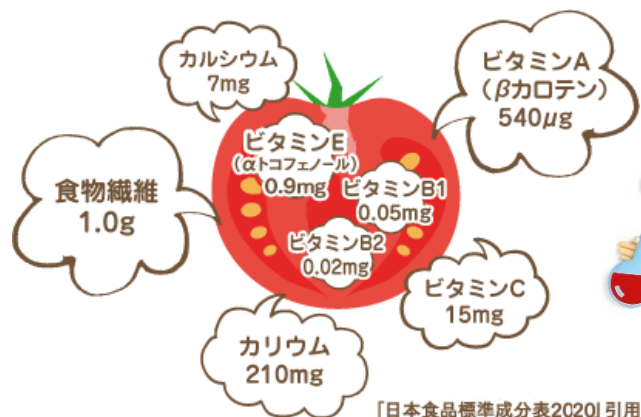 カルシウム
7mg
ビタミンA
（βカロテン）
540μg
ビタミンE
（αトコフェノール）
0.9mg
ビタミンB1
0.05mg
食物繊維
1.0g
ビタミンB2
0.02mg
ビタミンC
15mg
カリウム
210mg
「日本食品標準成分表2020」引用